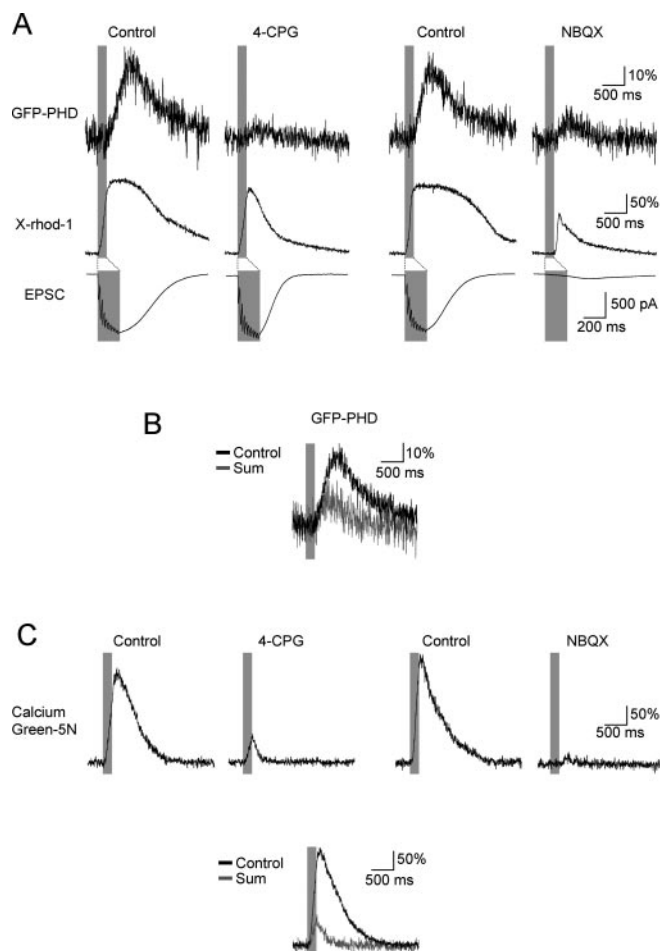 A
Control 4-CPG Control NBQX
GFP-PHD
10%
500 ms
X-rhod-1
50%
500 ms
EPSC
500 pA
200 ms
B
GFP-PHD
Control
Sum
10%
500 ms
C
Control 4-CPG Control NBQX
Calcium
Green-5N
50%
500 ms
Control
Sum
50%
500 ms